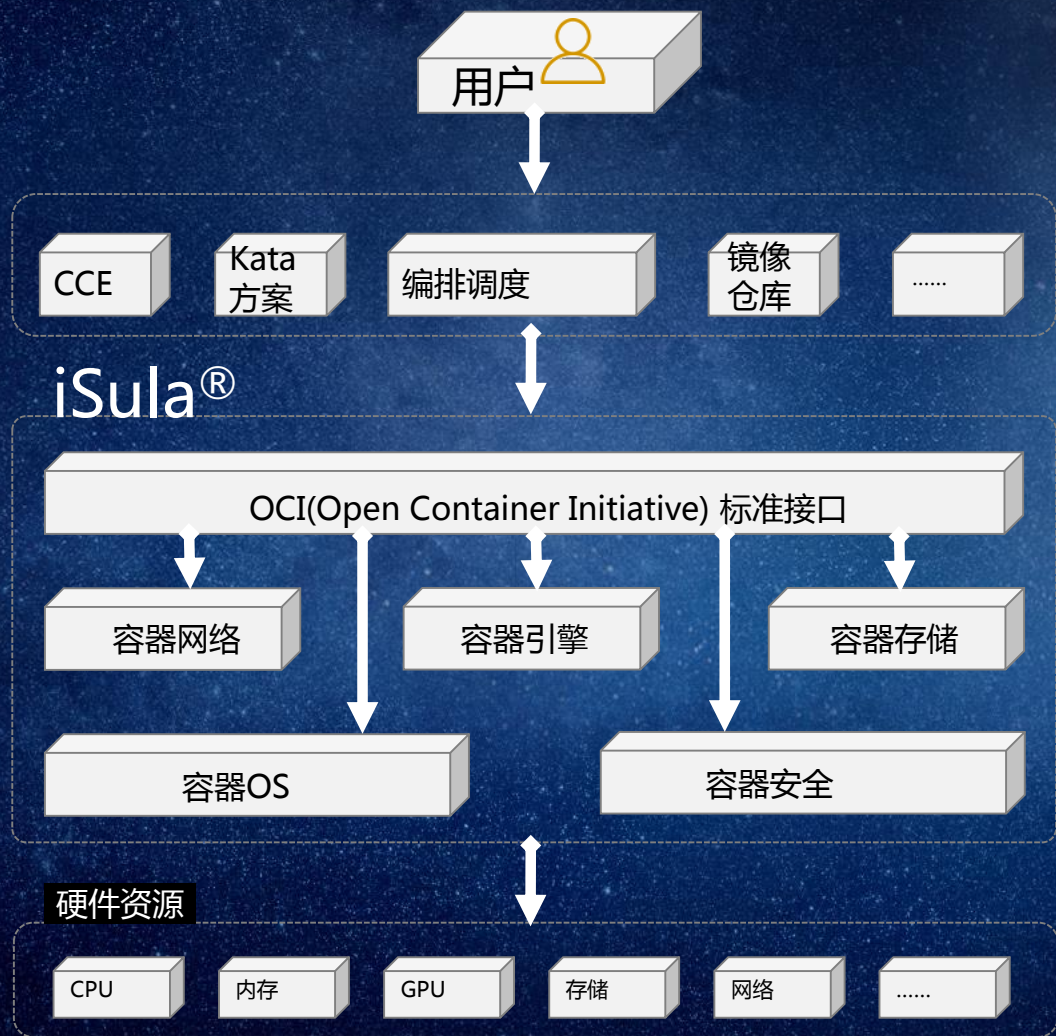 用户
CCE
Kata
方案
编排调度
镜像
仓库
......
iSula®
OCI(Open Container Initiative) 标准接口
容器网络
容器引擎
容器存储
容器OS
容器安全
硬件资源
CPU
内存
GPU
存储
网络
......